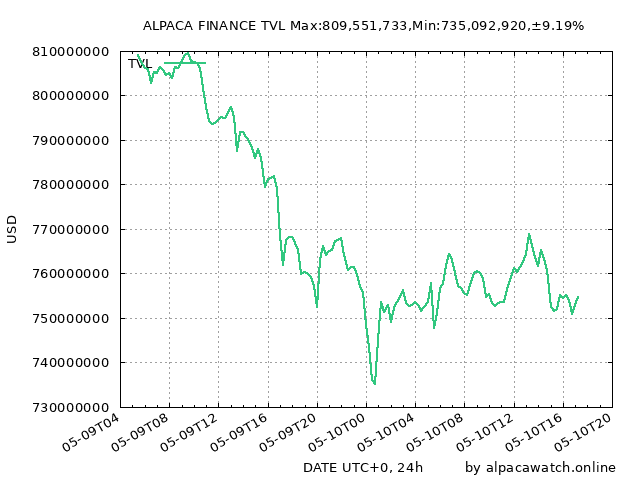 ALPACA FINANCE TVL Max:809,551,733,Min:735,092,920,±9.19%
810000000
TVL
800000000
790000000
780000000
770000000
760000000
750000000
740000000
730000000
USD
05-09T04
05-09T08
05-09T12
05-09T16
05-09T20
05-10T00
05-10T04
05-10T08
05-10T12
05-10T16
05-10T20
DATE UTC+0, 24h
by alpacawatch.online